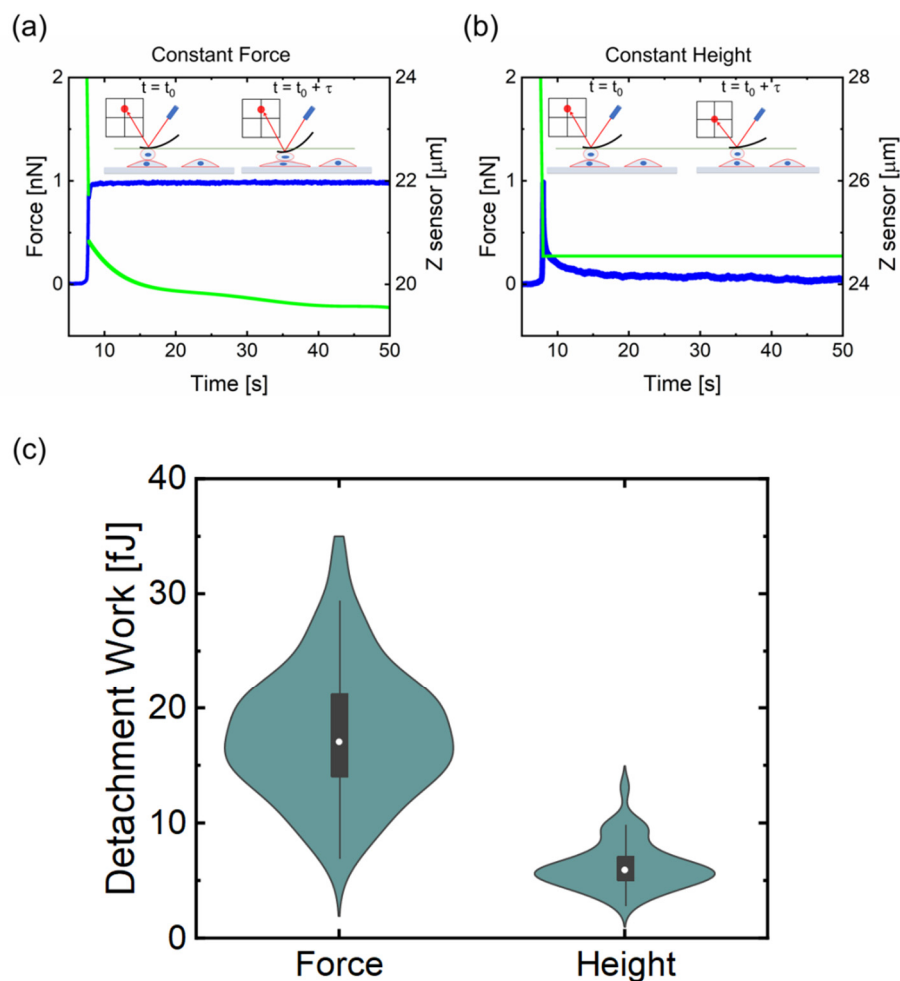 (a)
Constant Force
2
1
0
Force [nN]
t = t0
t = t0 + τ
24
22
20
Z sensor [μm]
10 20 30 40 50
Time [s]
(b)
Constant Height
2
1
0
Force [nN]
t = t0
t = t0 + τ
28
26
24
Z sensor [μm]
10 20 30 40 50
Time [s]
(c)
40
30
20
10
0
Detachment Work [fJ]
Force Height